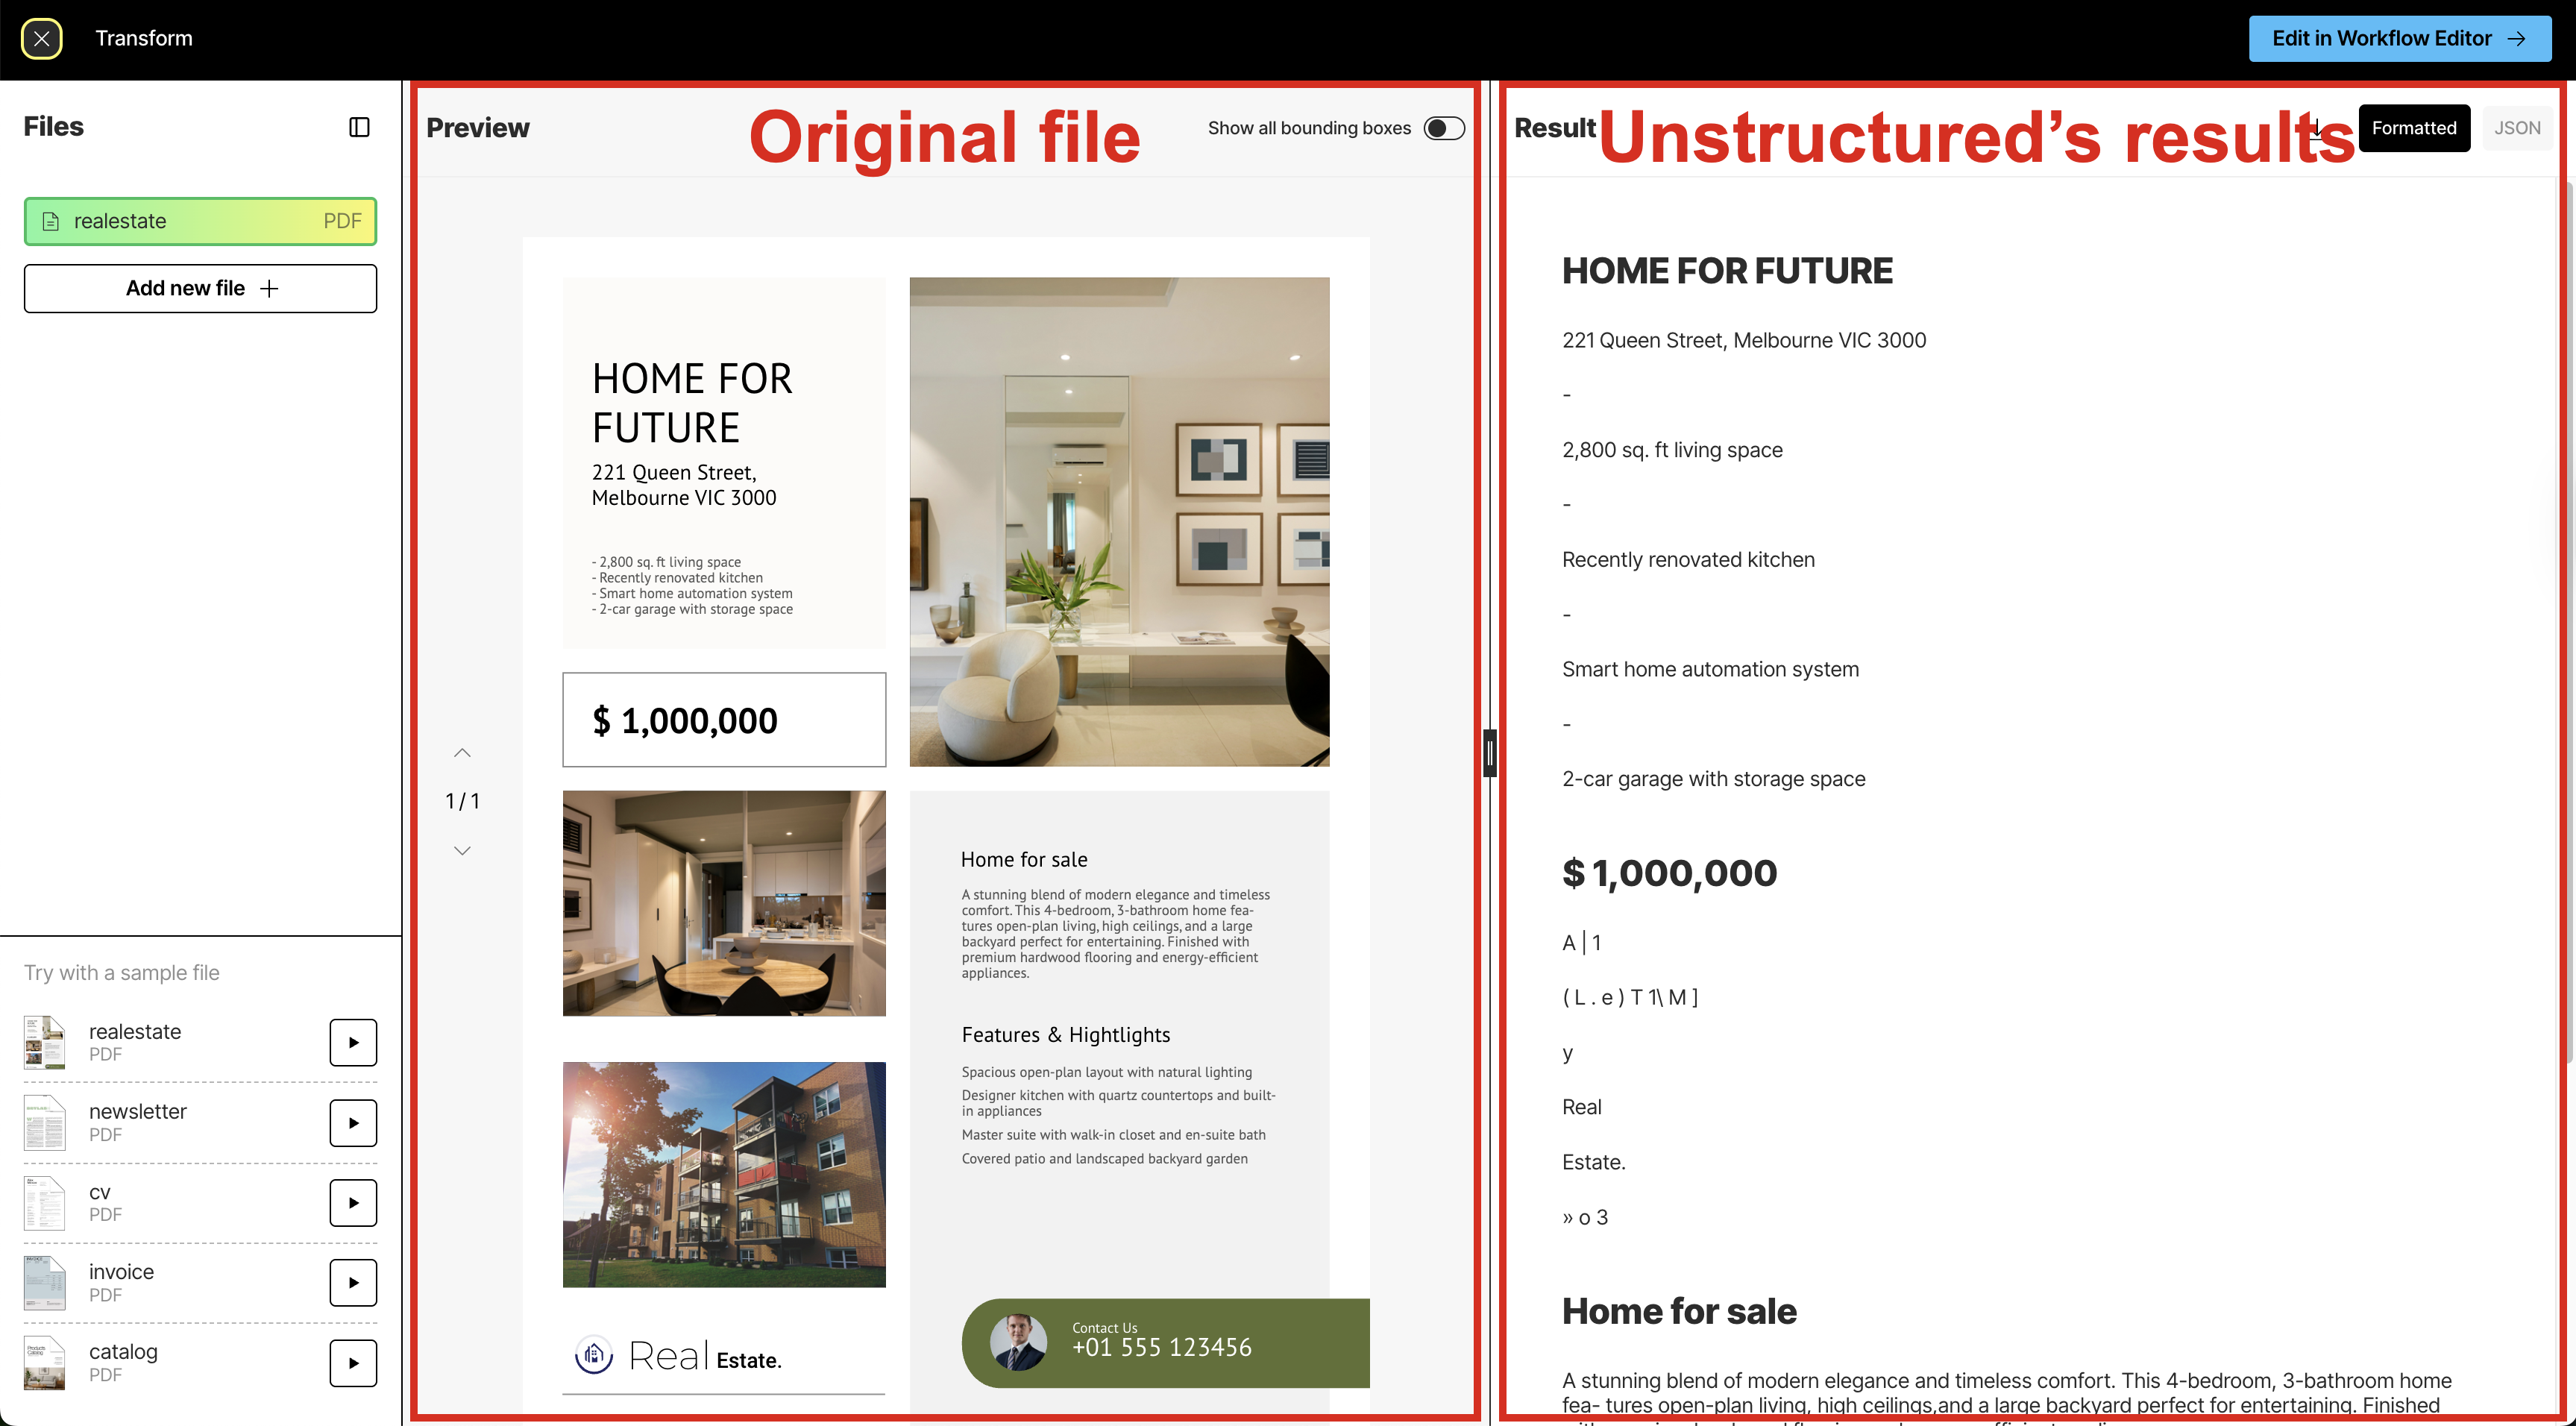 Transform
Edit in Workflow Editor
Files
realestate PDF
Add new file
Try with a sample file
realestate
PDF
newsletter
PDF
cv
PDF
invoice
PDF
catalog
PDF
Preview
Original file
Show all bounding boxes
1 / 1
HOME FOR
FUTURE
221 Queen Street,
Melbourne VIC 3000
- 2,800 sq. ft living space
- Recently renovated kitchen
- Smart home automation system
- 2-car garage with storage space
$ 1,000,000
Home for sale
A stunning blend of modern elegance and timeless
comfort. This 4-bedroom, 3-bathroom home fea-
tures open-plan living, high ceilings, and a large
backyard perfect for entertaining. Finished with
premium hardwood flooring and energy-efficient
appliances.
Features & Hightlights
Spacious open-plan layout with natural lighting
Designer kitchen with quartz countertops and built-
in appliances
Master suite with walk-in closet and en-suite bath
Covered patio and landscaped backyard garden
Real Estate.
Contact Us
+01 555 123456
Result
Unstructured's results
Formatted
JSON
HOME FOR FUTURE
221 Queen Street, Melbourne VIC 3000
-
2,800 sq. ft living space
-
Recently renovated kitchen
-
Smart home automation system
-
2-car garage with storage space
$ 1,000,000
A | 1
( L . e ) T 1\ M ]
y
Real
Estate.
» o 3
Home for sale
A stunning blend of modern elegance and timeless comfort. This 4-bedroom, 3-bathroom home
fea- tures open-plan living, high ceilings,and a large backyard perfect for entertaining. Finished